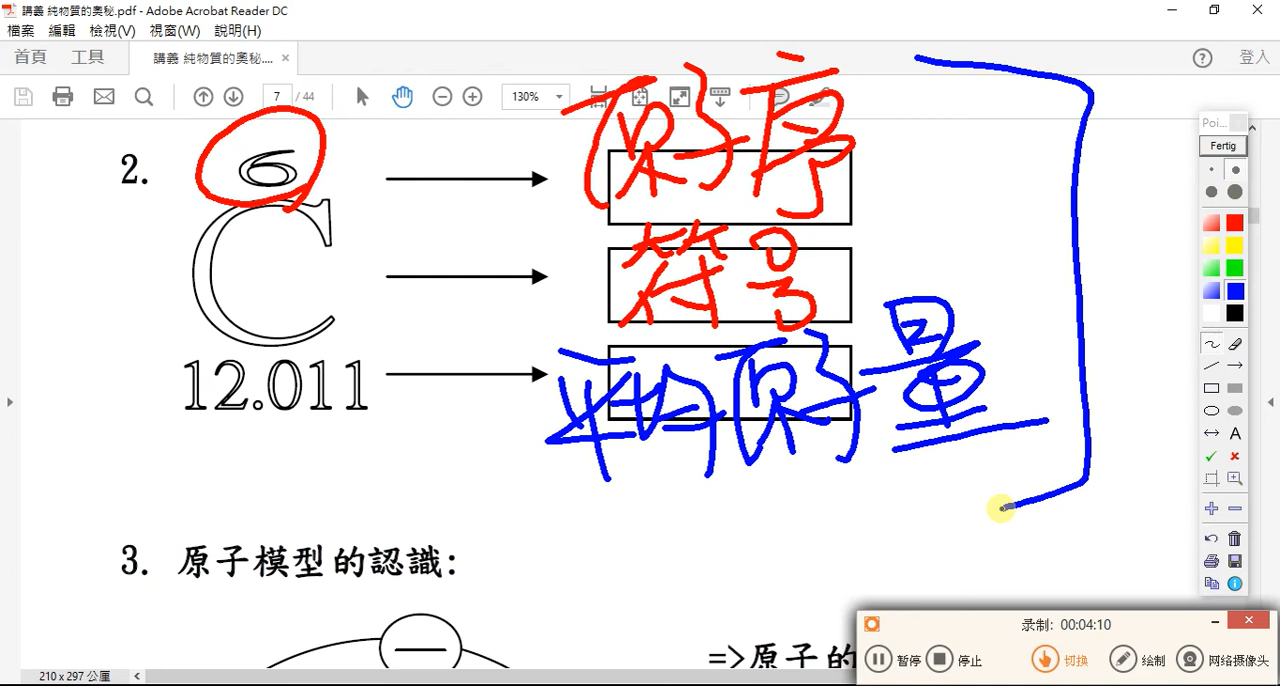 講義 純物質的奧秘.pdf - Adobe Acrobat Reader DC
檔案 編輯 檢視(V) 視窗(W) 說明(H)
首頁 工具 講義 純物質的奧秘.... × ? 登入
7 / 44 130%
Poi...
Fertig
2. 6 原子序
C 符号
12.011 平均原子量
A
3. 原子模型的認識:
=>原子的
录制: 00:04:10
暂停 停止 切换 绘制 网络摄像头
210 x 297 公厘